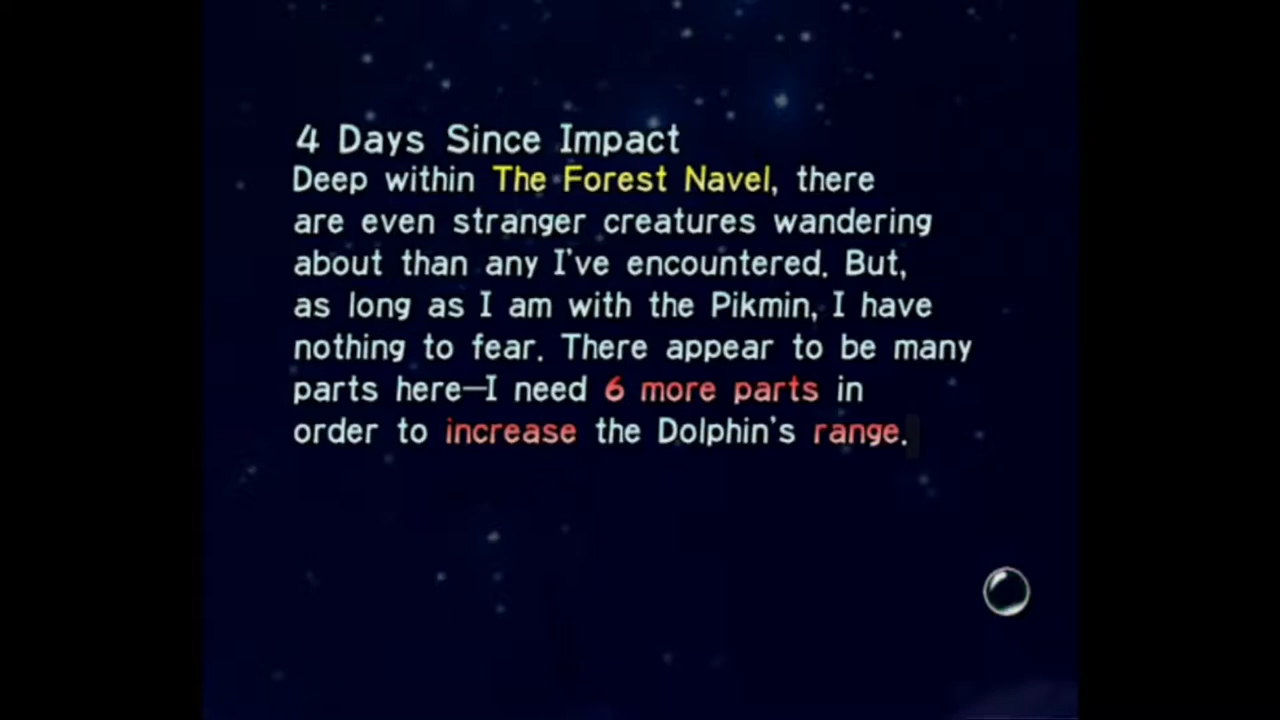 4 Days Since Impact
Deep within The Forest Navel, there
are even stranger creatures wandering
about than any I've encountered. But,
as long as I am with the Pikmin, I have
nothing to fear. There appear to be many
parts here—I need 6 more parts in
order to increase the Dolphin's range.